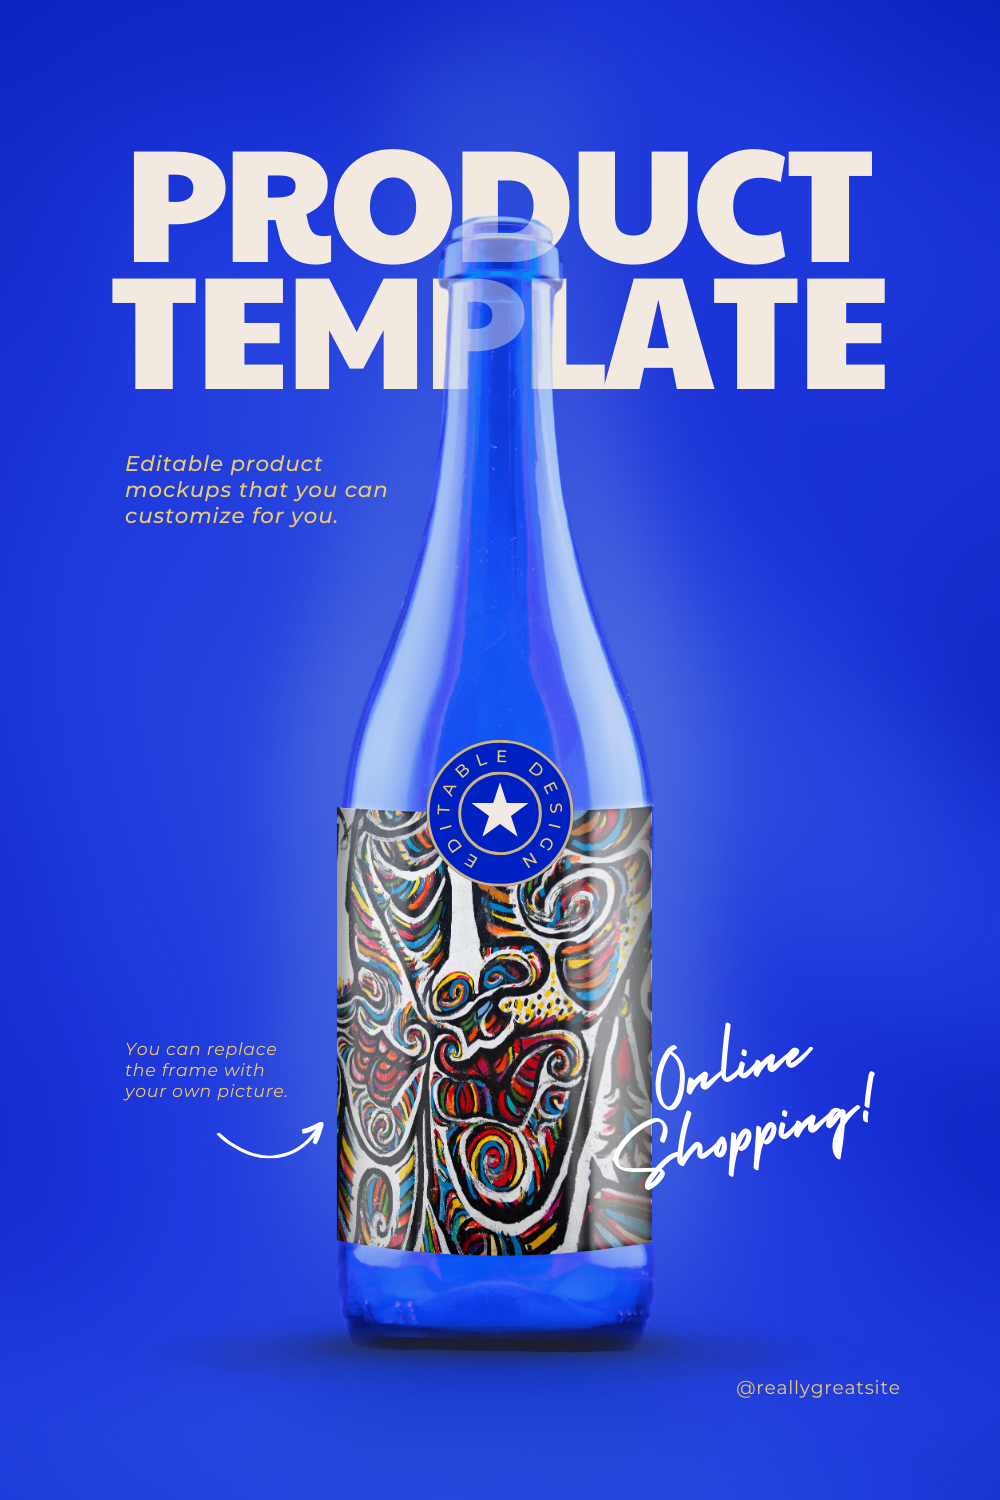 PRODUCT
TEMPLATE
Editable product
mockups that you can
customize for you.
EDITABLE DESIGN
You can replace
the frame with
your own picture.
Online
Shopping!
@reallygreatsite